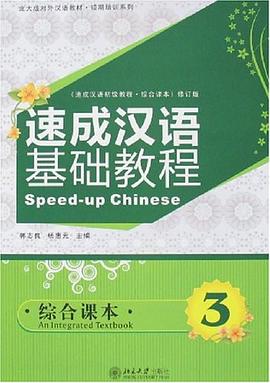 北大版对外汉语教材·短期培训系列
（速成汉语初级教程·综合课本）修订版
速成汉语
基础教程
Speed-up Chinese
郭志良 杨惠元 主编
·综合课本·
An Integrated Textbook
3
北京大学出版社